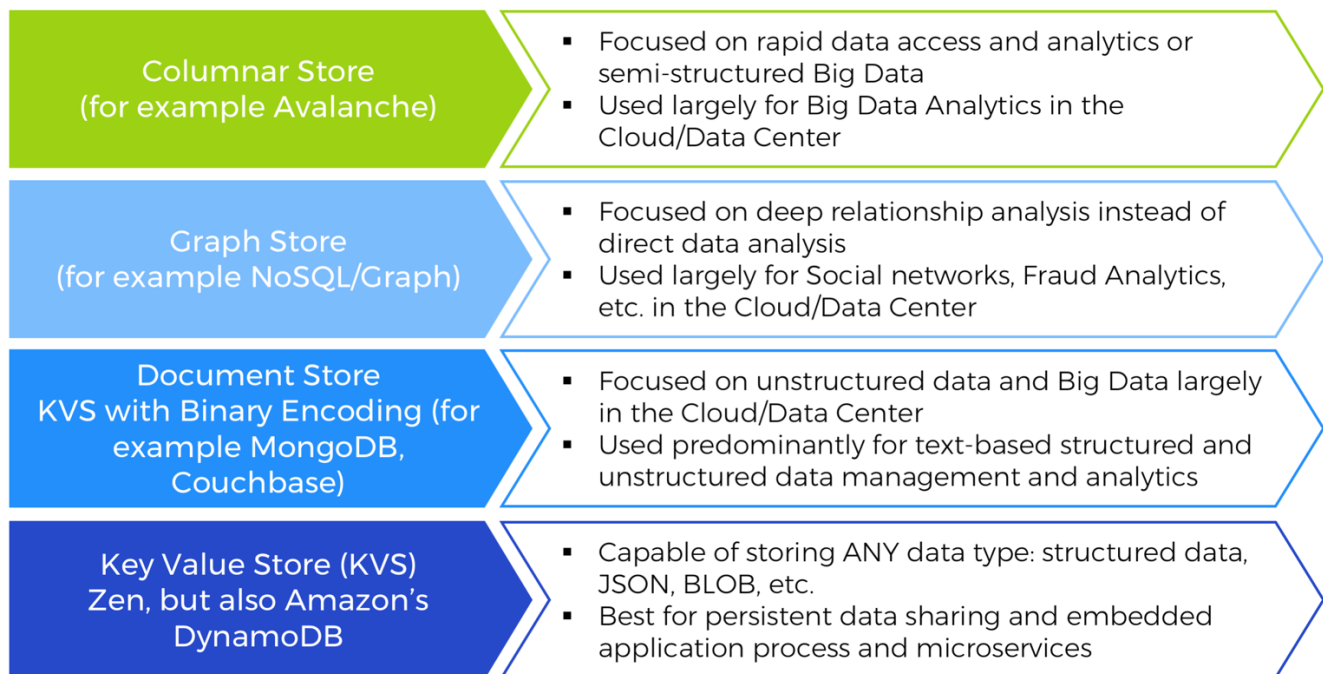 Columnar Store
(for example Avalanche)
▪ Focused on rapid data access and analytics or
semi-structured Big Data
▪ Used largely for Big Data Analytics in the
Cloud/Data Center
Graph Store
(for example NoSQL/Graph)
▪ Focused on deep relationship analysis instead of
direct data analysis
▪ Used largely for Social networks, Fraud Analytics,
etc. in the Cloud/Data Center
Document Store
KVS with Binary Encoding (for
example MongoDB,
Couchbase)
▪ Focused on unstructured data and Big Data largely
in the Cloud/Data Center
▪ Used predominantly for text-based structured and
unstructured data management and analytics
Key Value Store (KVS)
Zen, but also Amazon’s
DynamoDB
▪ Capable of storing ANY data type: structured data,
JSON, BLOB, etc.
▪ Best for persistent data sharing and embedded
application process and microservices